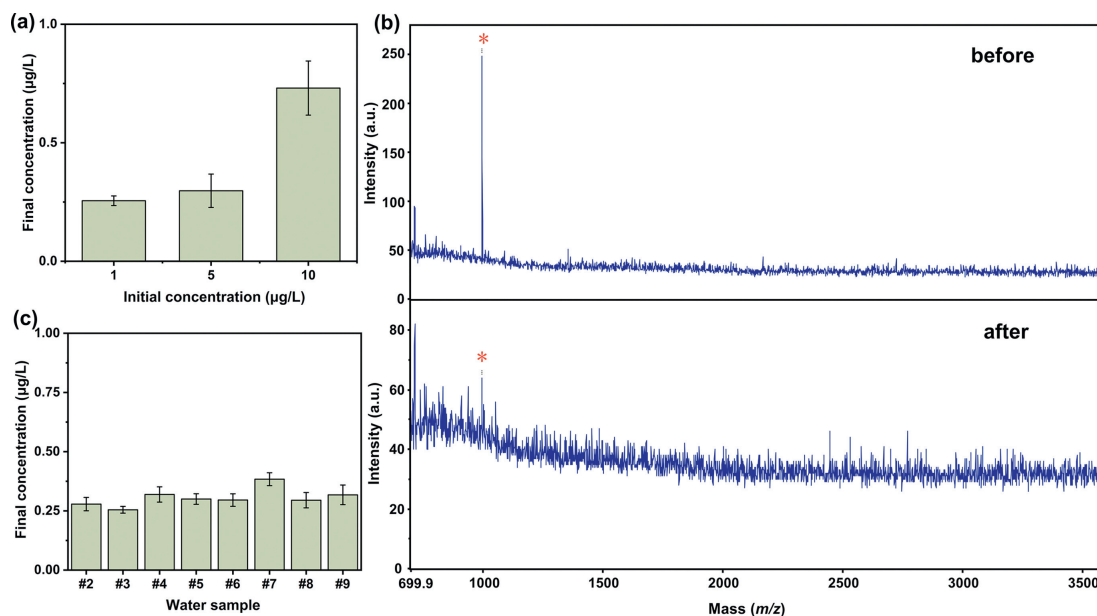 (a)
1.0
0.5
0.0
Final concentration (µg/L)
1 5 10
Initial concentration (µg/L)
(b)
*
before
250
200
150
100
50
0
Intensity (a.u.)
(c)
1.00
0.75
0.50
0.25
0.00
Final concentration (µg/L)
#2 #3 #4 #5 #6 #7 #8 #9
Water sample
*
after
80
60
40
20
0
Intensity (a.u.)
699.9 1000 1500 2000 2500 3000 3500
Mass (m/z)